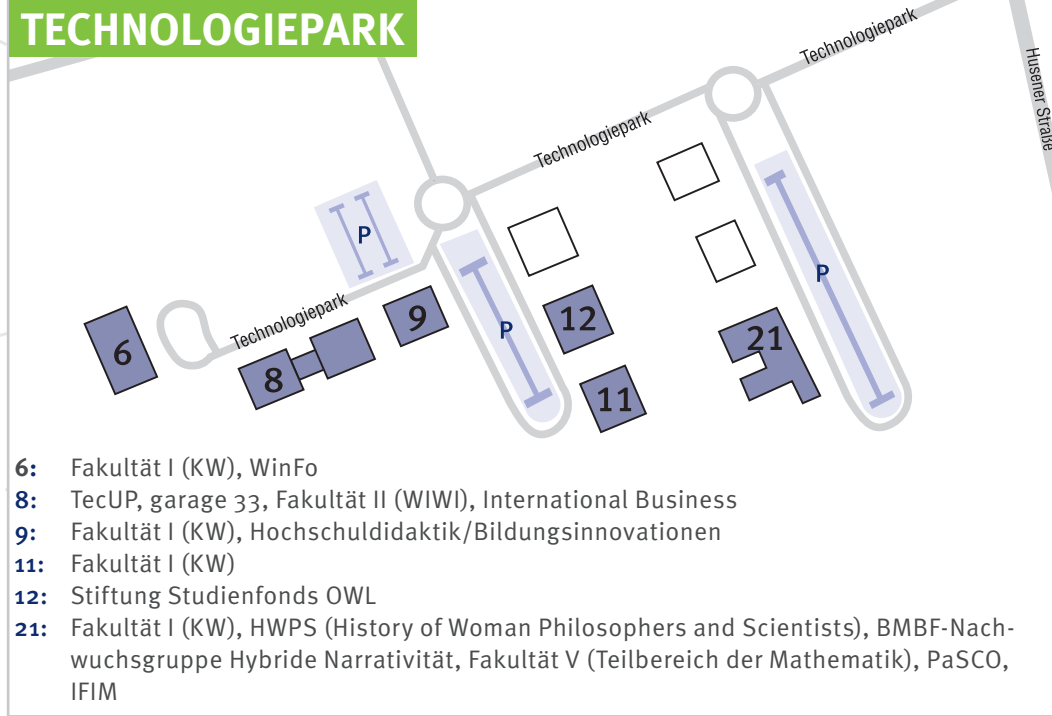 TECHNOLOGIEPARK
Technologiepark
Husener Straße
Technologiepark
P
P
Technologiepark
P
6
8
9
12
11
21
6: Fakultät I (KW), WinFo
8: TecUP, garage 33, Fakultät II (WIWI), International Business
9: Fakultät I (KW), Hochschuldidaktik/Bildungsinnovationen
11: Fakultät I (KW)
12: Stiftung Studienfonds OWL
21: Fakultät I (KW), HWPS (History of Woman Philosophers and Scientists), BMBF-Nach-
wuchsgruppe Hybride Narrativität, Fakultät V (Teilbereich der Mathematik), PaSCO,
IFIM